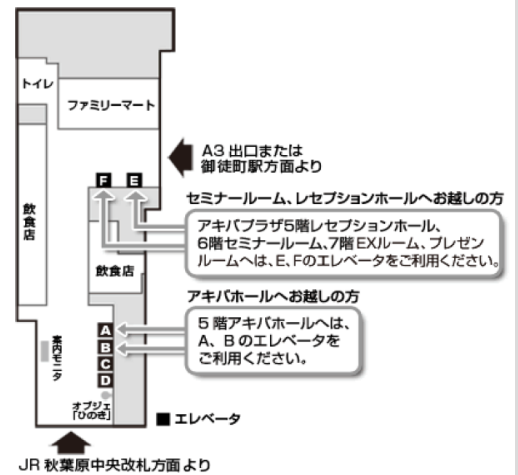 トイレ
ファミリーマート
A3 出口または
御徒町駅方面より
F E
セミナールーム、レセプションホールへお越しの方
アキバプラザ5階レセプションホール、
6階セミナールーム、7階EXルーム、プレゼン
ルームへは、E、Fのエレベータをご利用ください。
飲食店
飲食店
アキバホールへお越しの方
5階アキバホールへは、
A、Bのエレベータを
ご利用ください。
A
B
C
D
案内モニタ
オブジェ
「ひのき」
■ エレベータ
JR 秋葉原中央改札方面より